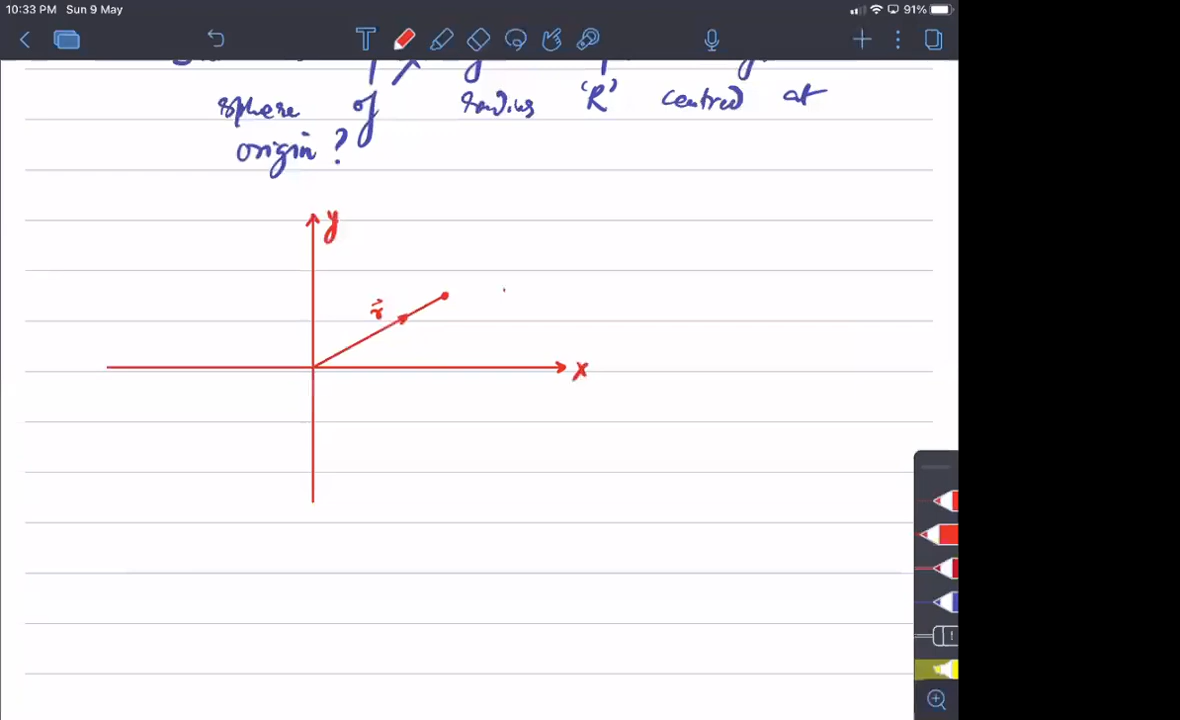 10:33 PM Sun 9 May 91%
T
sphere of radius 'R' centred at
origin ?
y
r⃗
x